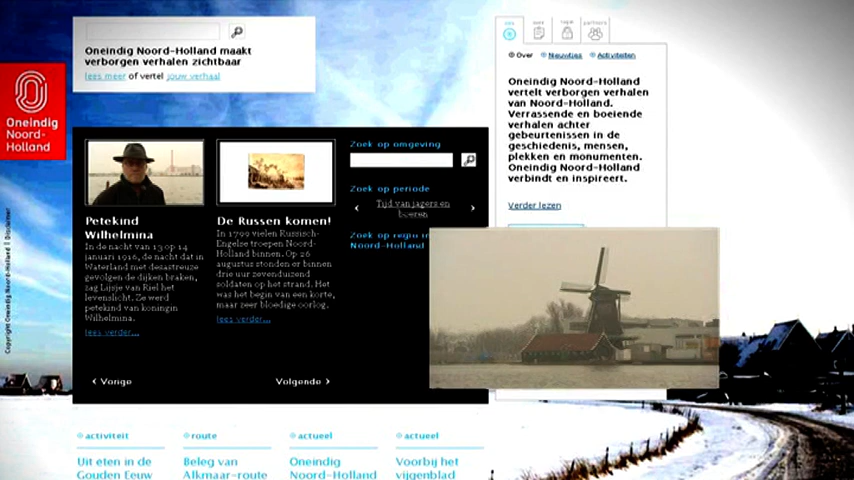 Oneindig Noord-Holland maakt
verborgen verhalen zichtbaar
lees meer of vertel jouw verhaal
Oneindig
Noord-
Holland
Copyright Oneindig Noord-Holland | Disclaimer
Petekind
Wilhelmina
In de nacht van 13 op 14
januari 1916, de nacht dat in
Waterland met desastreuze
gevolgen de dijken braken,
zag Lijsje van Riel het
levenslicht. Ze werd
petekind van koningin
Wilhelmina.
lees verder...
De Russen komen!
In 1799 vielen Russisch-
Engelse troepen Noord-
Holland binnen. Op 26
augustus stonden er binnen
drie uur zevenduizend
soldaten op het strand. Het
was het begin van een korte,
maar zeer bloedige oorlog.
lees verder...
Zoek op omgeving
Zoek op periode
Tijd van jagers en
boeren
Zoek op regio in
Noord-Holland
Vorige
Volgende
partners
Over Nieuwtjes Activiteiten
Oneindig Noord-Holland
vertelt verborgen verhalen
van Noord-Holland.
Verrassende en boeiende
verhalen achter
gebeurtenissen in de
geschiedenis, mensen,
plekken en monumenten.
Oneindig Noord-Holland
verbindt en inspireert.
Verder lezen
activiteit
Uit eten in de
Gouden Eeuw
route
Beleg van
Alkmaar-route
actueel
Oneindig
Noord-Holland
actueel
Voorbij het
vijgenblad